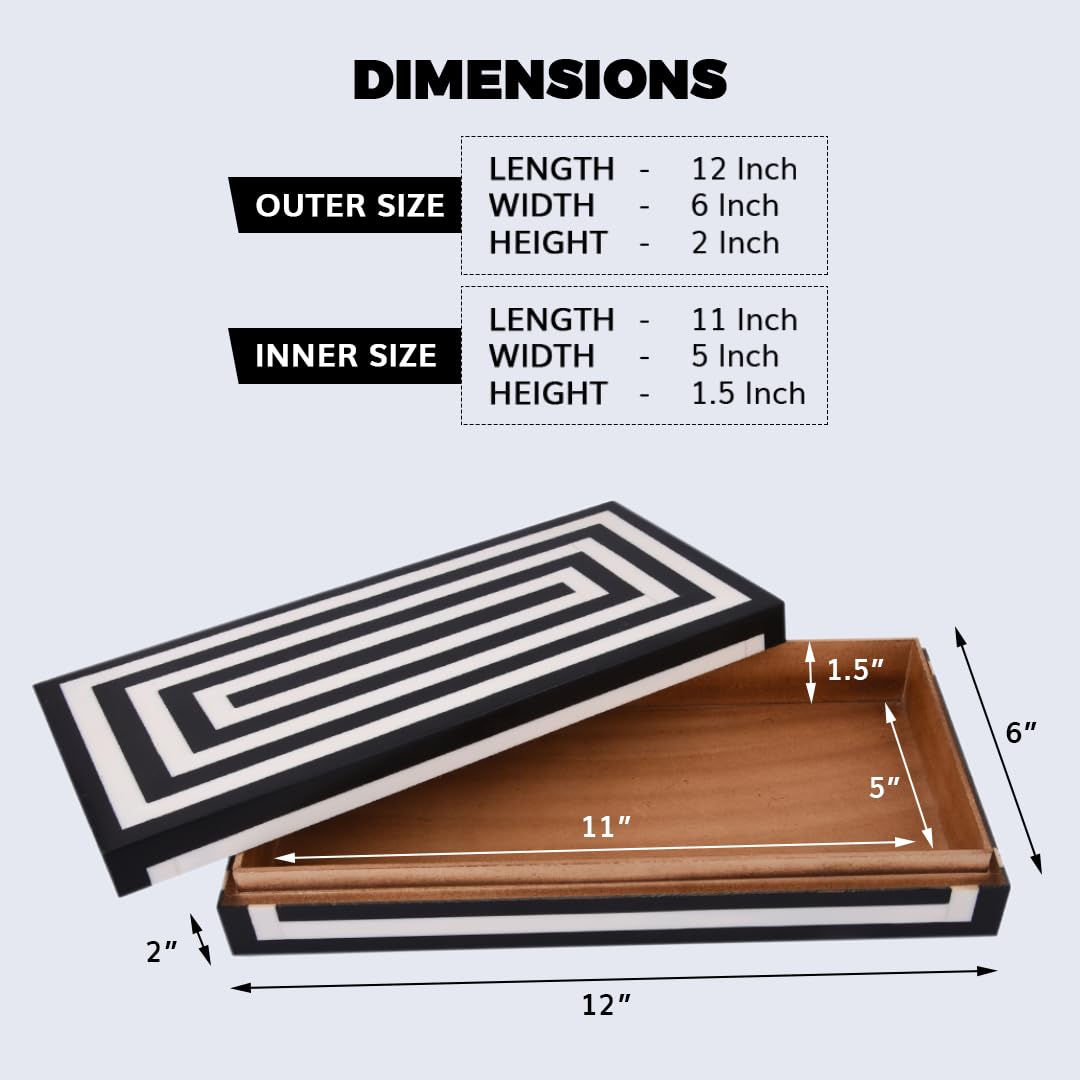 DIMENSIONS
OUTER SIZE
LENGTH - 12 Inch
WIDTH - 6 Inch
HEIGHT - 2 Inch
INNER SIZE
LENGTH - 11 Inch
WIDTH - 5 Inch
HEIGHT - 1.5 Inch
1.5″
6″
5″
11″
2″
12″